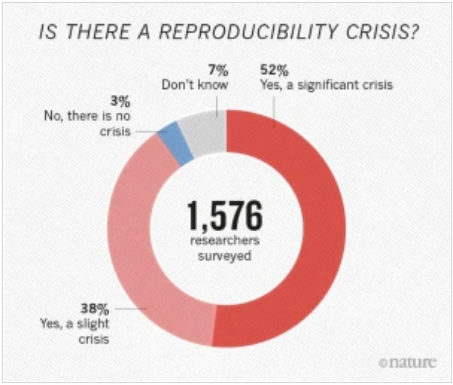 IS THERE A REPRODUCIBILITY CRISIS?
7%
Don't know
52%
Yes, a significant crisis
3%
No, there is no
crisis
1,576
researchers
surveyed
38%
Yes, a slight
crisis
©nature